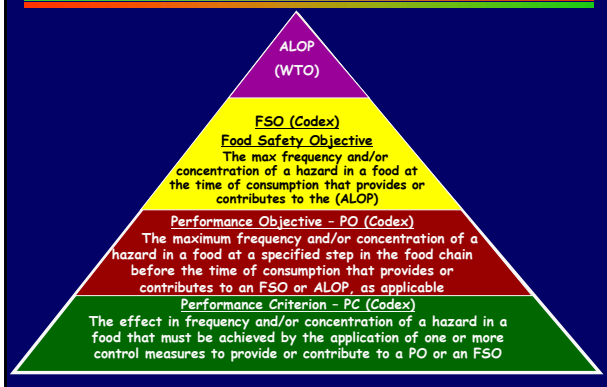 ALOP
(WTO)
FSO (Codex)
Food Safety Objective
The max frequency and/or
concentration of a hazard in a food at
the time of consumption that provides or
contributes to the (ALOP)
Performance Objective – PO (Codex)
The maximum frequency and/or concentration of a
hazard in a food at a specified step in the food chain
before the time of consumption that provides or
contributes to an FSO or ALOP, as applicable
Performance Criterion – PC (Codex)
The effect in frequency and/or concentration of a hazard in a
food that must be achieved by the application of one or more
control measures to provide or contribute to a PO or an FSO